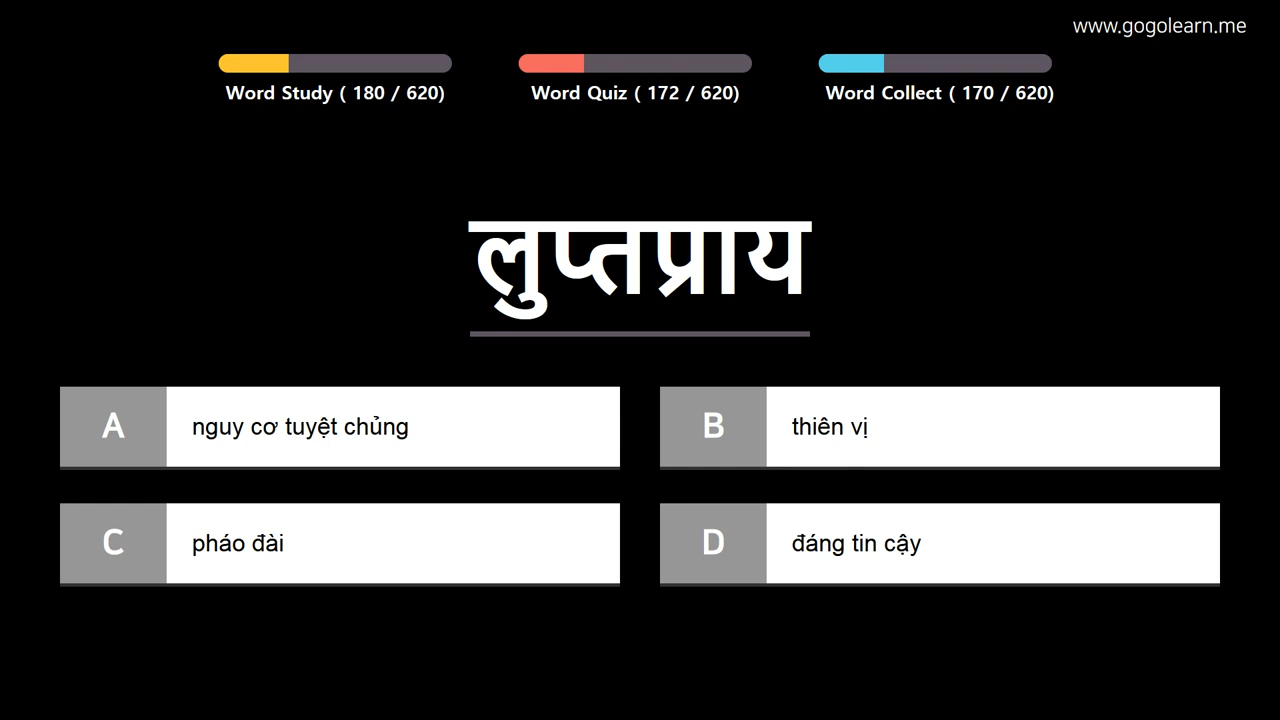 www.gogolearn.me
Word Study ( 180 / 620)
Word Quiz ( 172 / 620)
Word Collect ( 170 / 620)
लुप्तप्राय
A nguy cơ tuyệt chủng
B thiên vị
C pháo đài
D đáng tin cậy